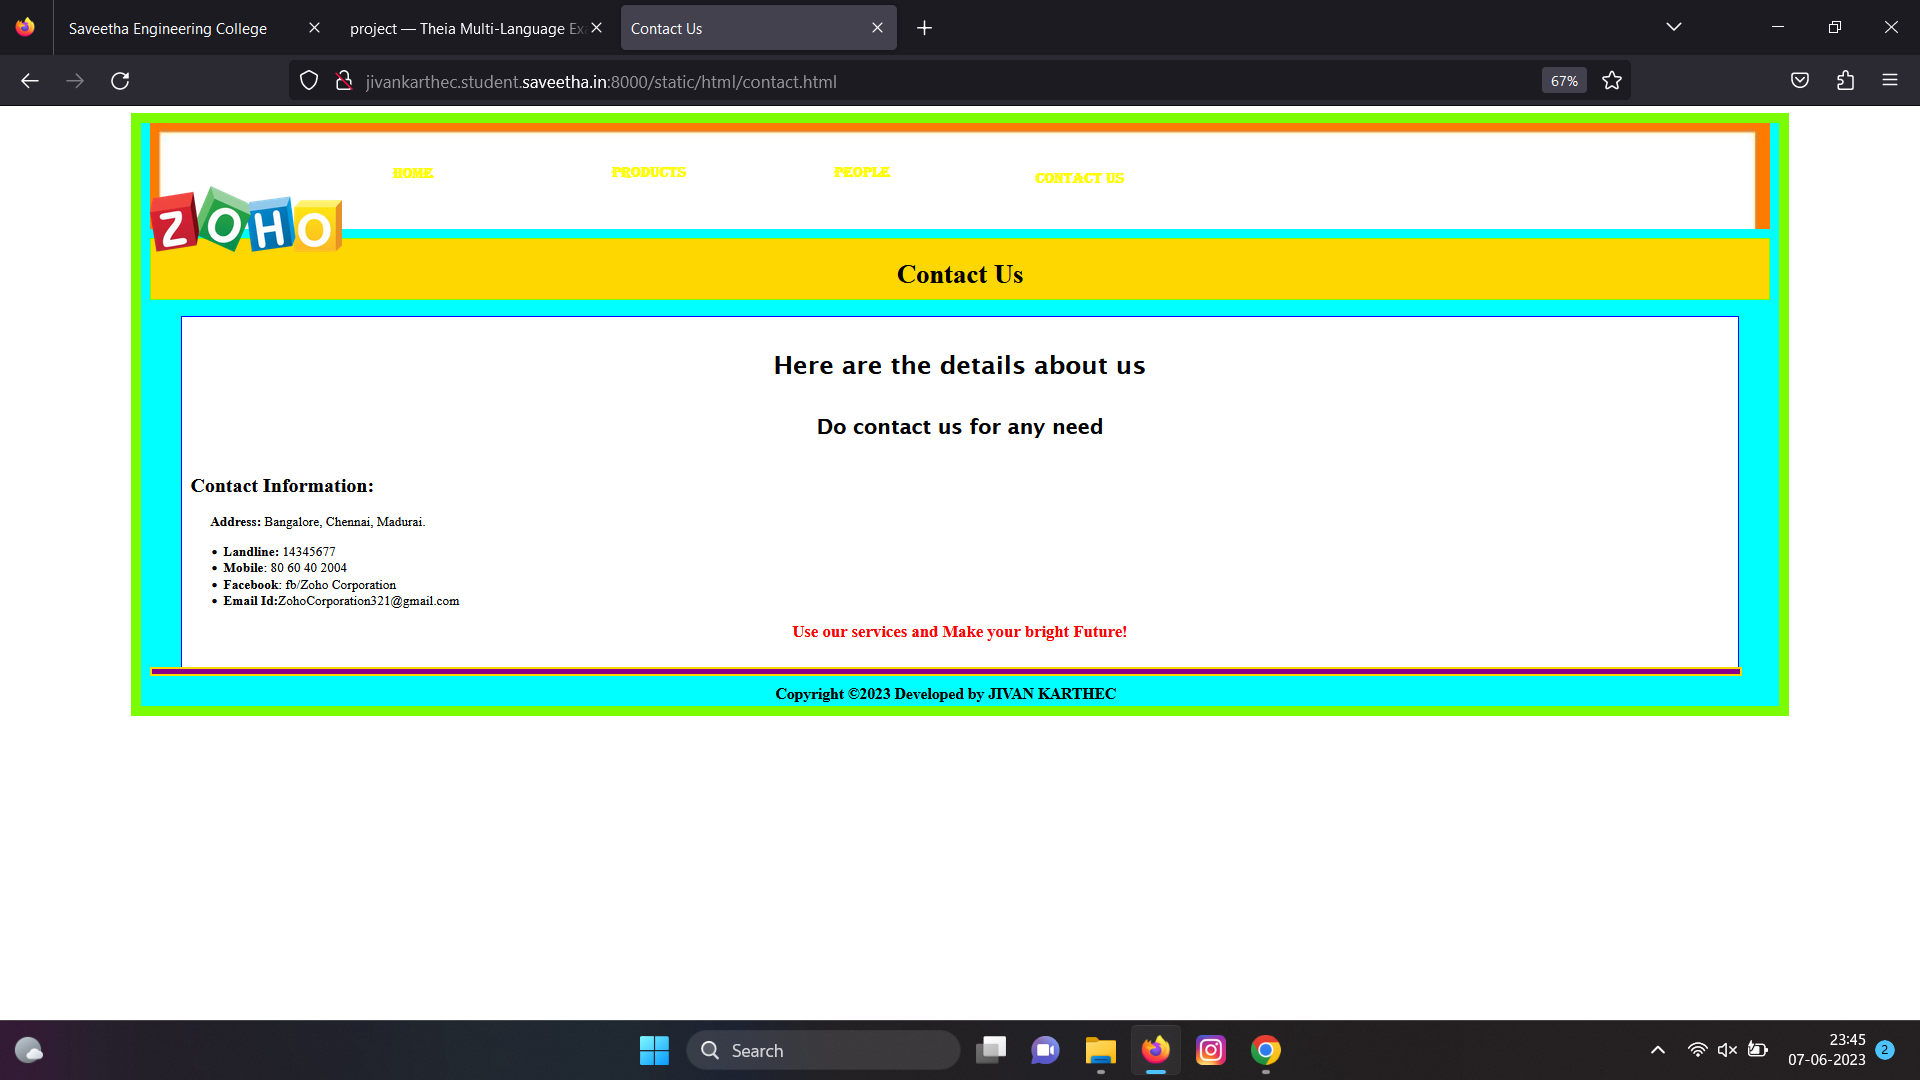 Saveetha Engineering College
project — Theia Multi-Language Ex
Contact Us
jivankarthec.student.saveetha.in:8000/static/html/contact.html
67%
HOME
PRODUCTS
PEOPLE
CONTACT US
ZOHO
Contact Us
Here are the details about us
Do contact us for any need
Contact Information:
Address: Bangalore, Chennai, Madurai.
• Landline: 14345677
• Mobile: 80 60 40 2004
• Facebook: fb/Zoho Corporation
• Email Id:ZohoCorporation321@gmail.com
Use our services and Make your bright Future!
Copyright ©2023 Developed by JIVAN KARTHEC
Search
23:45
07-06-2023
2